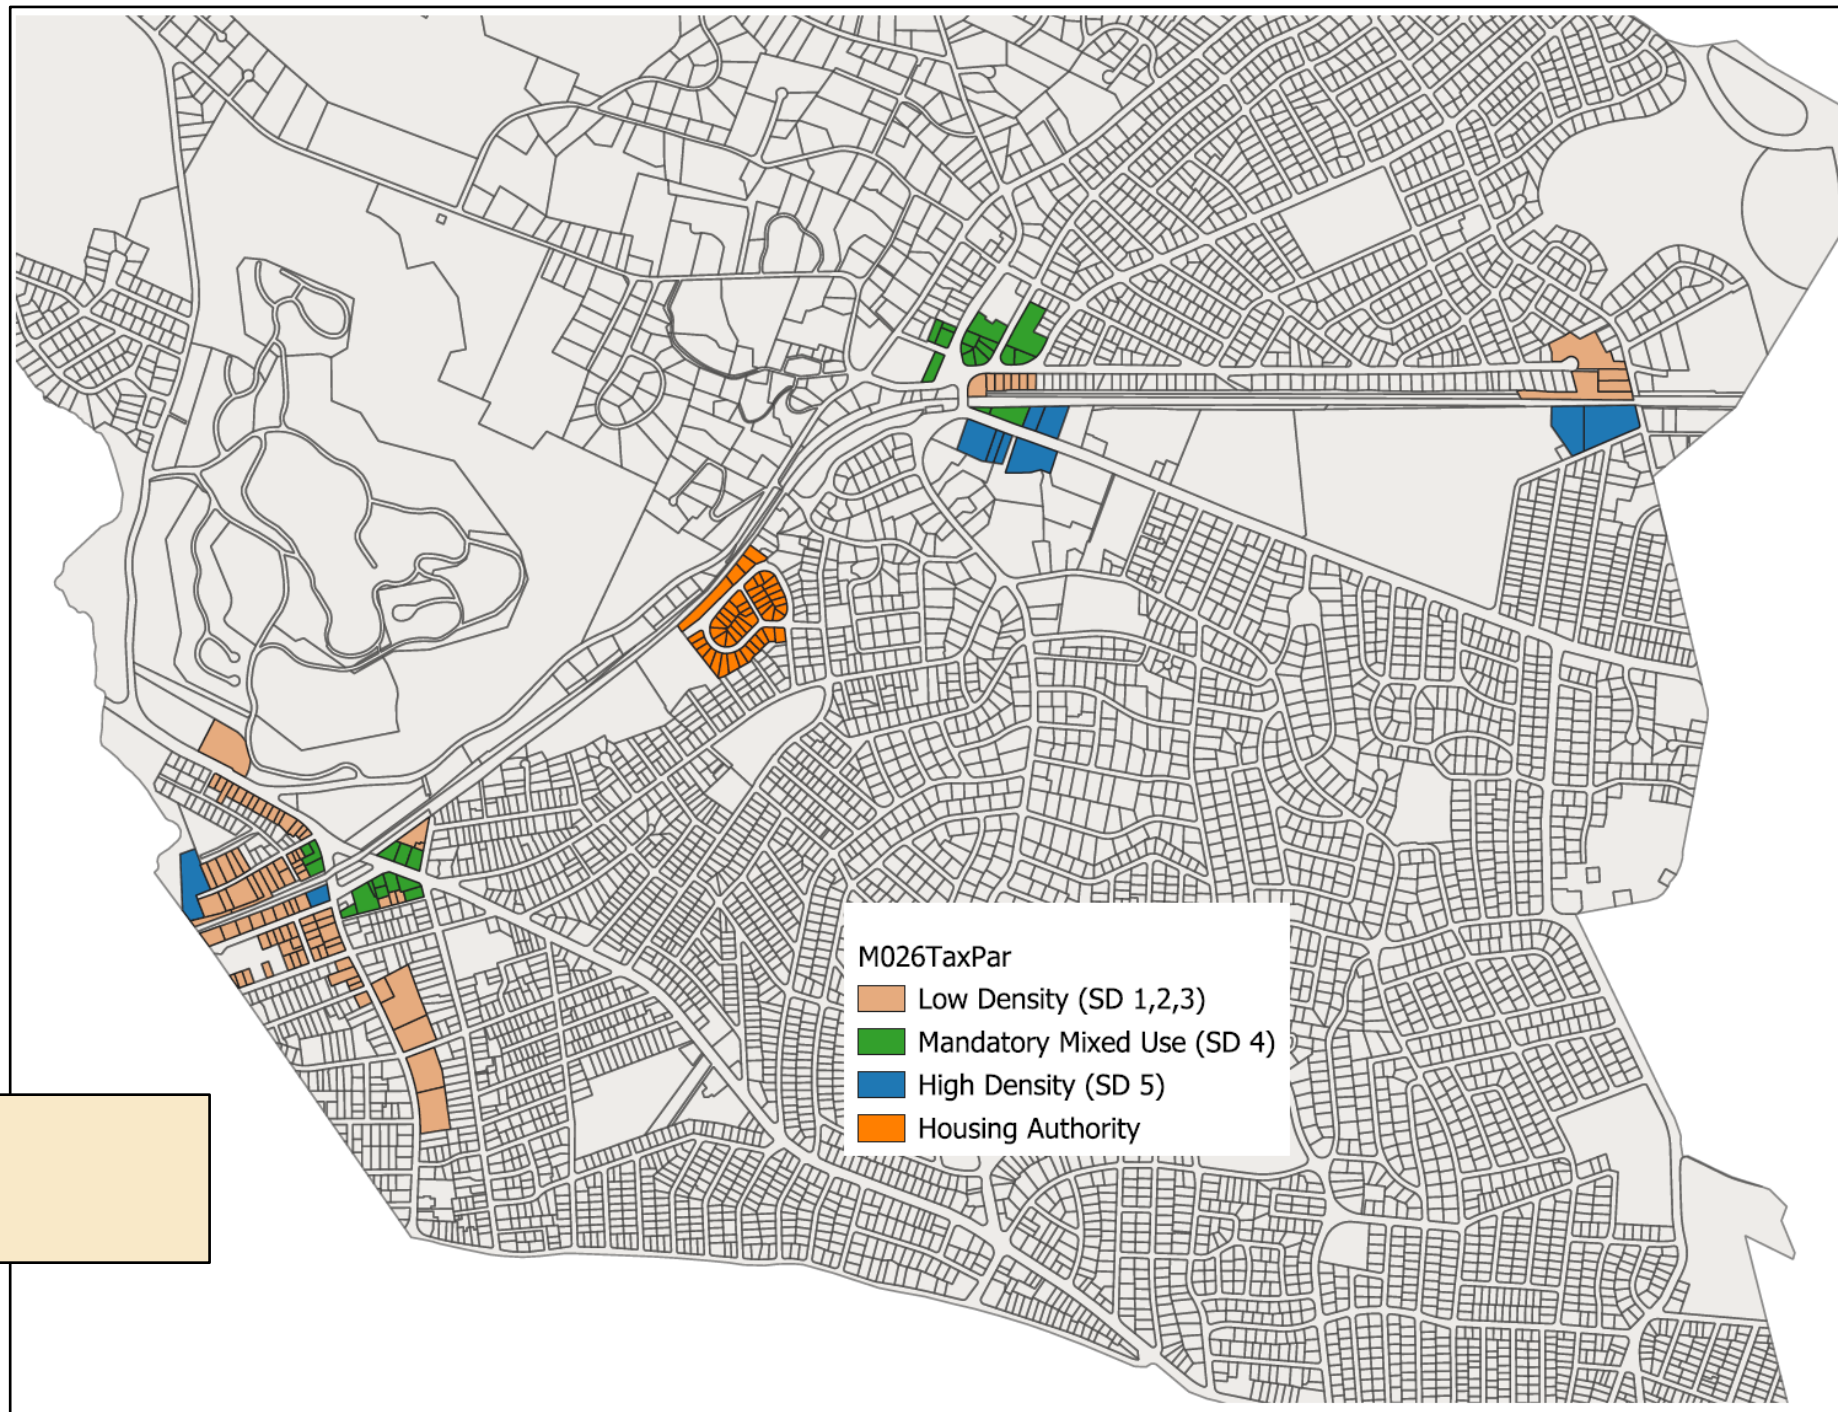 M026TaxPar
Low Density (SD 1,2,3)
Mandatory Mixed Use (SD 4)
High Density (SD 5)
Housing Authority